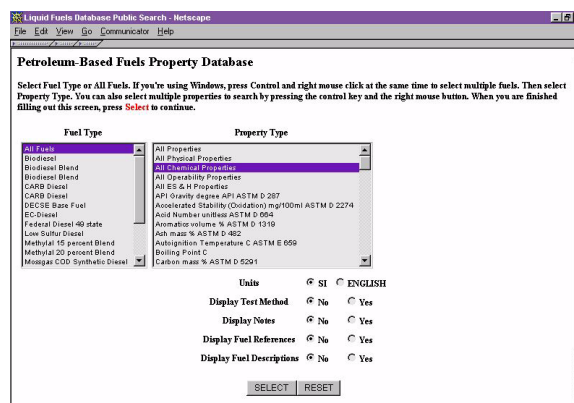 Liquid Fuels Database Public Search - Netscape
File Edit View Go Communicator Help
Petroleum-Based Fuels Property Database
Select Fuel Type or All Fuels. If you're using Windows, press Control and right mouse click at the same time to select multiple fuels. Then select
Property Type. You can also select multiple properties to search by pressing the control key and the right mouse button. When you are finished
filling out this screen, press Select to continue.
Fuel Type Property Type
All Fuels All Properties
Biodiesel All Physical Properties
Biodiesel Blend All Chemical Properties
Biodiesel Blend All Operability Properties
CARB Diesel All ES & H Properties
CARB Diesel API Gravity degree API ASTM D 287
DECSE Base Fuel Accelerated Stability (Oxidation) mg/100ml ASTM D 2274
EC-Diesel Acid Number unitless ASTM D 664
Federal Diesel 49 state Aromatics volume % ASTM D 1319
Low Sulfur Diesel Ash mass % ASTM D 482
Methylal 15 percent Blend Autoignition Temperature C ASTM E 659
Methylal 20 percent Blend Boiling Point C
Mossgas COD Synthetic Diesel Carbon mass % ASTM D 5291
Units SI ENGLISH
Display Test Method No Yes
Display Notes No Yes
Display Fuel References No Yes
Display Fuel Descriptions No Yes
SELECT RESET